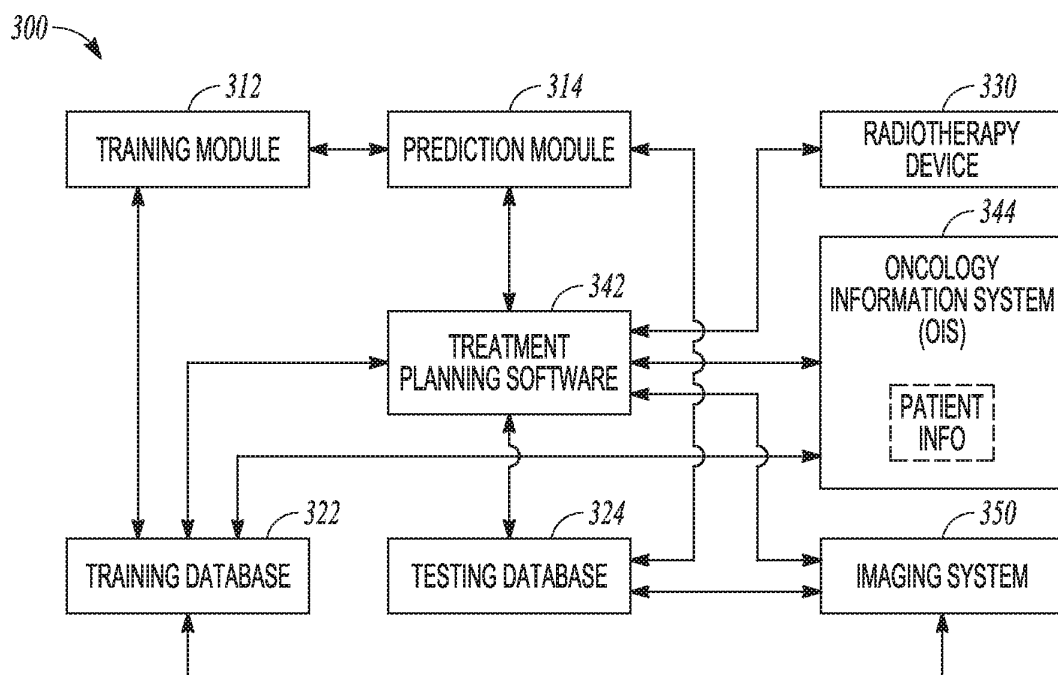 300
312
314
330
TRAINING MODULE
PREDICTION MODULE
RADIOTHERAPY
DEVICE
344
ONCOLOGY
INFORMATION SYSTEM
(OIS)
PATIENT
INFO
342
TREATMENT
PLANNING SOFTWARE
322
324
350
TRAINING DATABASE
TESTING DATABASE
IMAGING SYSTEM